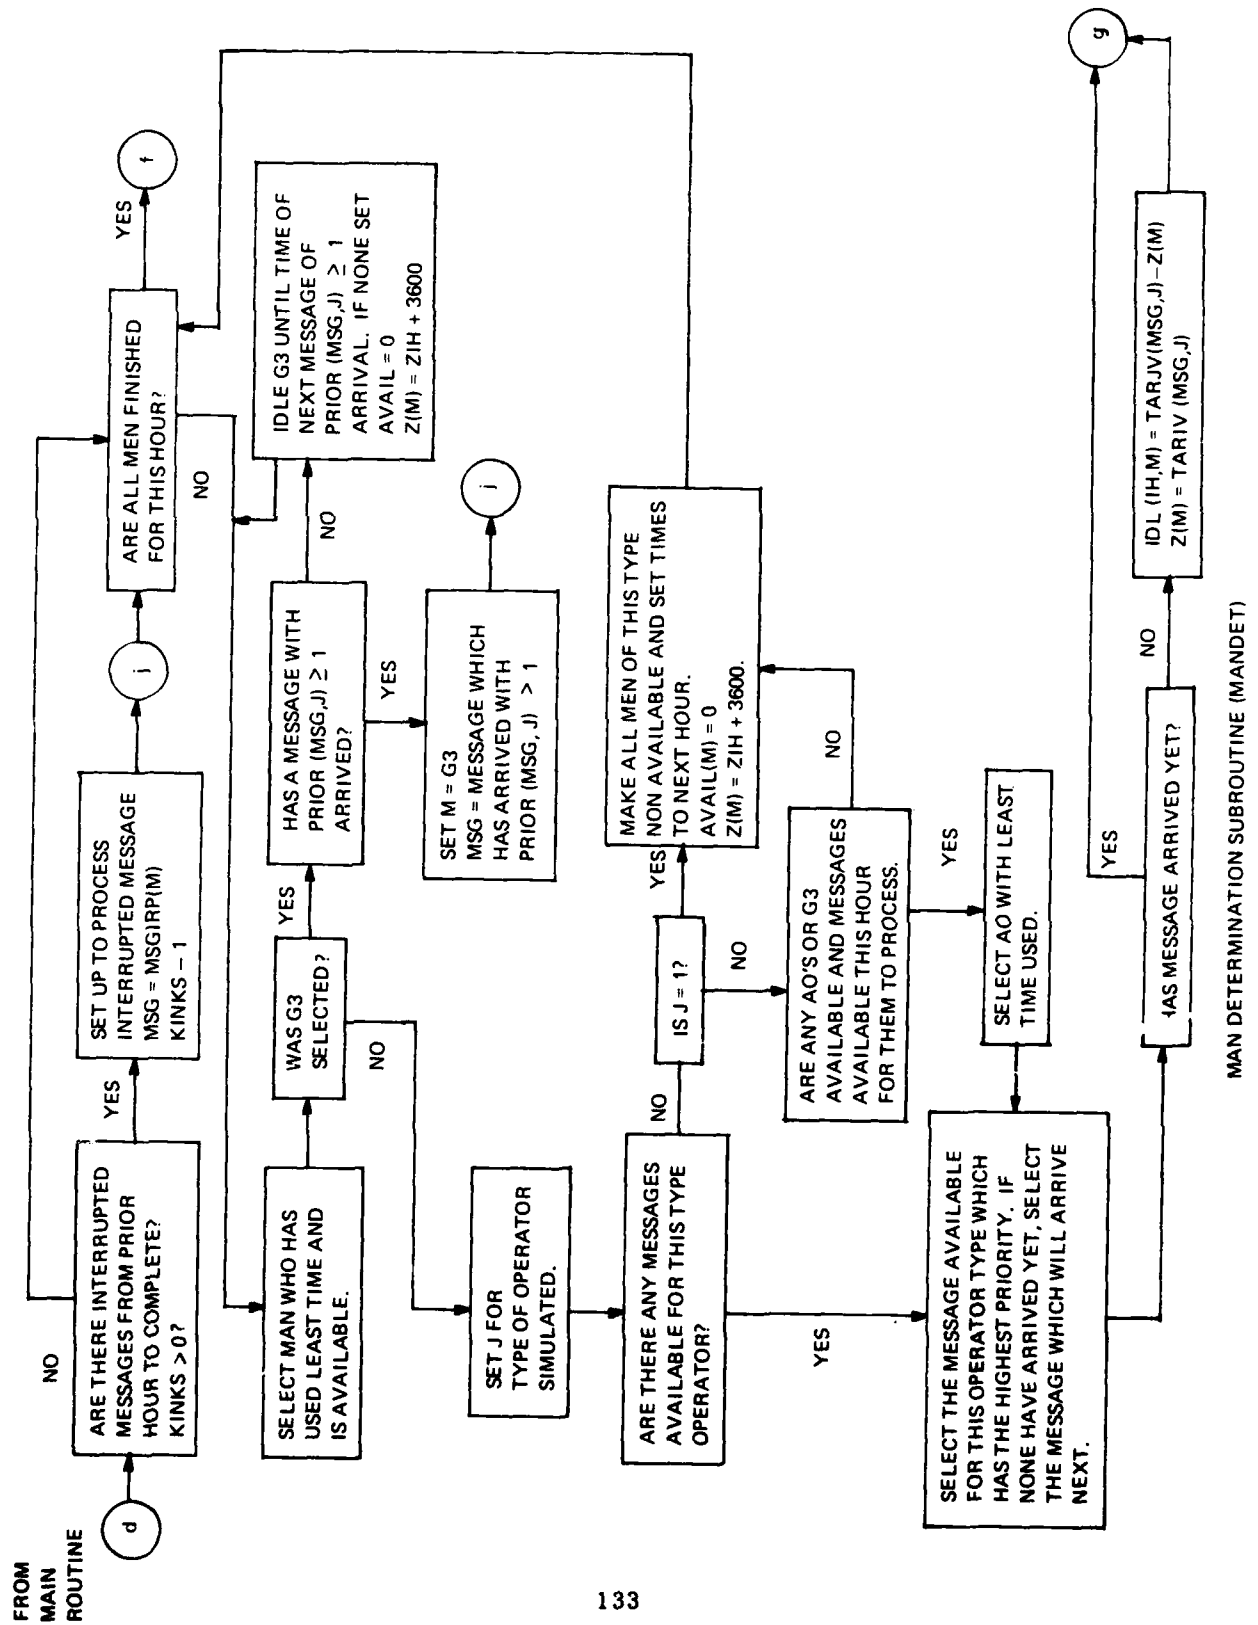 FROM
MAIN
ROUTINE
d
ARE THERE INTERRUPTED
MESSAGES FROM PRIOR
HOUR TO COMPLETE?
KINKS > 0?
NO
YES
SET UP TO PROCESS
INTERRUPTED MESSAGE
MSG = MSGIRP(M)
KINKS – 1
j
ARE ALL MEN FINISHED
FOR THIS HOUR?
YES
f
NO
SELECT MAN WHO HAS
USED LEAST TIME AND
IS AVAILABLE.
WAS G3
SELECTED?
YES
NO
HAS A MESSAGE WITH
PRIOR (MSG,J) ≥ 1
ARRIVED?
NO
YES
IDLE G3 UNTIL TIME OF
NEXT MESSAGE OF
PRIOR (MSG,J) ≥ 1
ARRIVAL. IF NONE SET
AVAIL = 0
Z(M) = ZIH + 3600
SET M = G3
MSG = MESSAGE WHICH
HAS ARRIVED WITH
PRIOR (MSG, J) > 1
j
SET J FOR
TYPE OF OPERATOR
SIMULATED.
ARE THERE ANY MESSAGES
AVAILABLE FOR THIS TYPE
OPERATOR?
NO
YES
IS J = 1?
YES
NO
MAKE ALL MEN OF THIS TYPE
NON AVAILABLE AND SET TIMES
TO NEXT HOUR.
AVAIL(M) = 0
Z(M) = ZIH + 3600.
ARE ANY AO'S OR G3
AVAILABLE AND MESSAGES
AVAILABLE THIS HOUR
FOR THEM TO PROCESS.
NO
YES
SELECT AO WITH LEAST
TIME USED.
SELECT THE MESSAGE AVAILABLE
FOR THIS OPERATOR TYPE WHICH
HAS THE HIGHEST PRIORITY. IF
NONE HAVE ARRIVED YET, SELECT
THE MESSAGE WHICH WILL ARRIVE
NEXT.
HAS MESSAGE ARRIVED YET?
YES
NO
IDL (IH,M) = TARJV(MSG,J)–Z(M)
Z(M) = TARIV (MSG,J)
g
MAN DETERMINATION SUBROUTINE (MANDET)
133